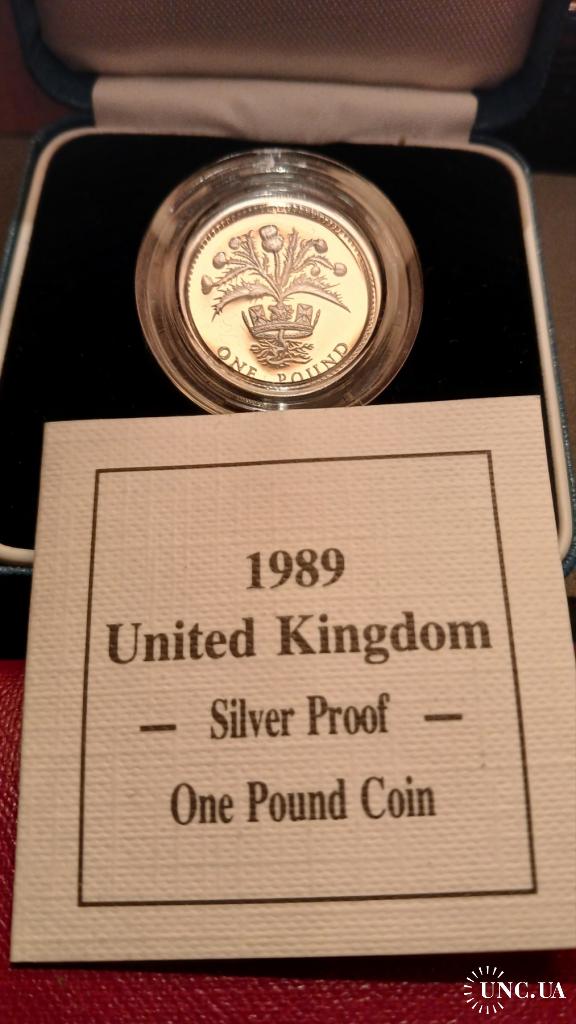 ONE POUND
1989
United Kingdom
— Silver Proof —
One Pound Coin
UNC.UA